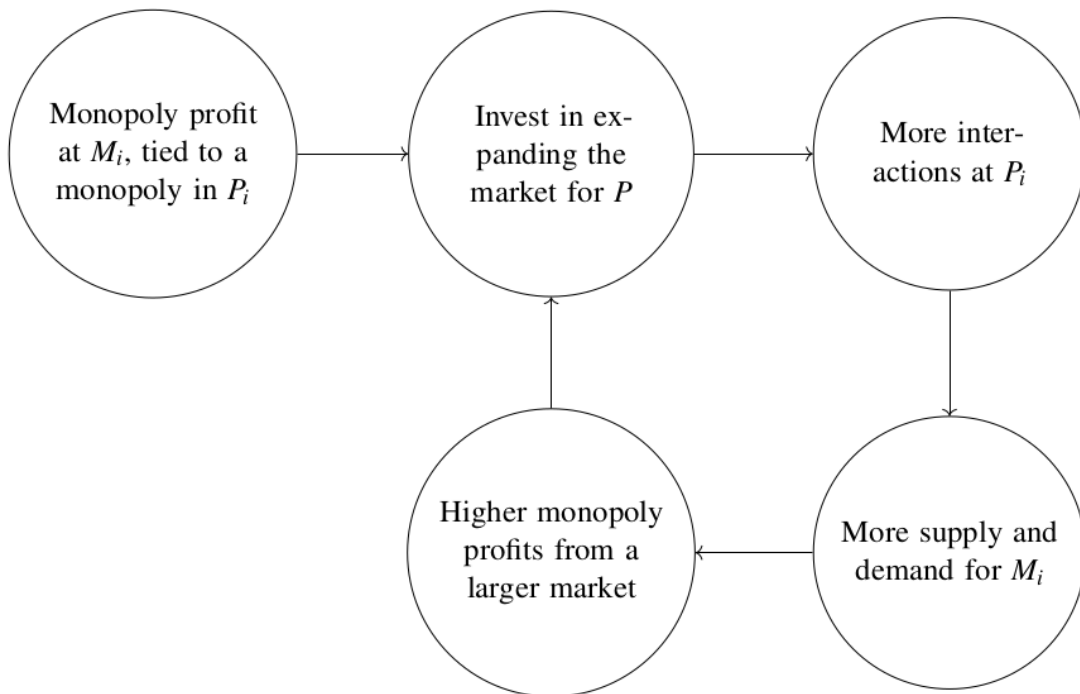 Monopoly profit
at M_i, tied to a
monopoly in P_i
Invest in ex-
panding the
market for P
More inter-
actions at P_i
More supply and
demand for M_i
Higher monopoly
profits from a
larger market